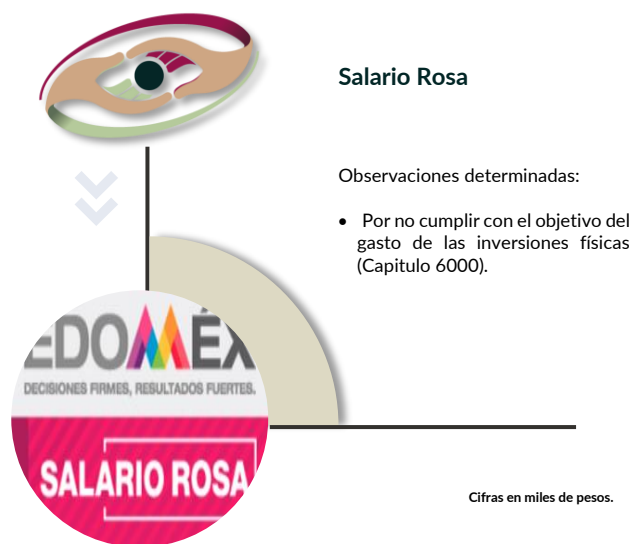 Salario Rosa
Observaciones determinadas:
• Por no cumplir con el objetivo del
gasto de las inversiones físicas
(Capitulo 6000).
EDOMÉX
DECISIONES FIRMES, RESULTADOS FUERTES.
SALARIO ROSA
Cifras en miles de pesos.